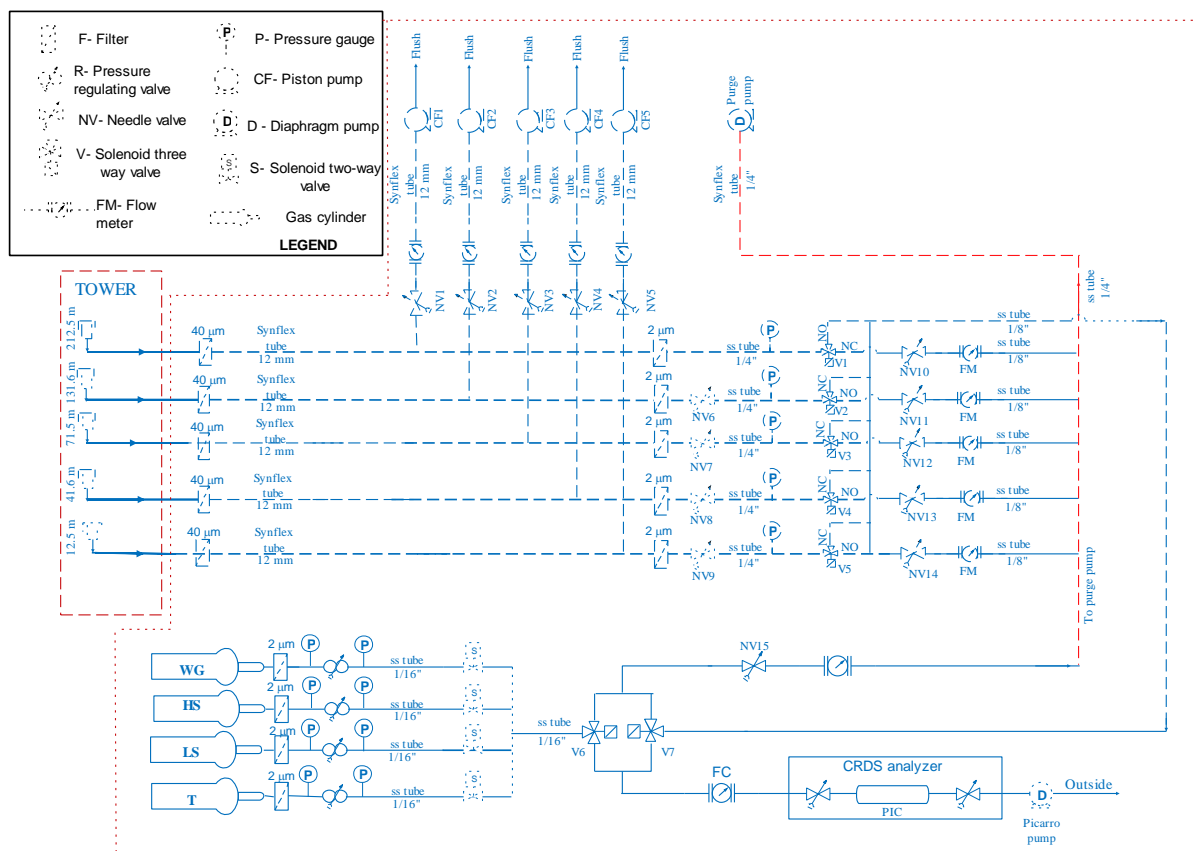 F- Filter
P- Pressure gauge
R- Pressure
regulating valve
CF- Piston pump
NV- Needle valve
D
D - Diaphragm pump
V- Solenoid three
way valve
S
S- Solenoid two-way
valve
FM- Flow
meter
Gas cylinder
LEGEND
P
Flush
Flush
Flush
Flush
Flush
CF1
CF2
CF3
CF4
CF5
Purge
pump
D
Synflex
tube
12 mm
Synflex
tube
12 mm
Synflex
tube
12 mm
Synflex
tube
12 mm
Synflex
tube
12 mm
Synflex
tube
1/4"
NV1
NV2
NV3
NV4
NV5
ss tube
1/4"
TOWER
212.5 m
40 µm
Synflex
tube
12 mm
2 µm
ss tube
1/4"
P
NO
NC
V1
ss tube
1/8"
NV10
FM
ss tube
1/8"
131.6 m
40 µm
Synflex
tube
12 mm
2 µm
NV6
ss tube
1/4"
P
NC
NO
V2
NV11
FM
ss tube
1/8"
71.5 m
40 µm
Synflex
tube
12 mm
2 µm
NV7
ss tube
1/4"
P
NC
NO
V3
NV12
FM
ss tube
1/8"
41.6 m
40 µm
Synflex
tube
12 mm
2 µm
NV8
ss tube
1/4"
P
NC
NO
V4
NV13
FM
ss tube
1/8"
12.5 m
40 µm
Synflex
tube
12 mm
2 µm
NV9
ss tube
1/4"
P
NC
NO
V5
NV14
FM
ss tube
1/8"
To purge pump
WG
2 µm
P
P
ss tube
1/16"
S
HS
2 µm
P
P
ss tube
1/16"
S
LS
2 µm
P
P
ss tube
1/16"
S
T
2 µm
P
P
ss tube
1/16"
S
ss tube
1/16"
V6
V7
NV15
FC
CRDS analyzer
PIC
D
Picarro
pump
Outside